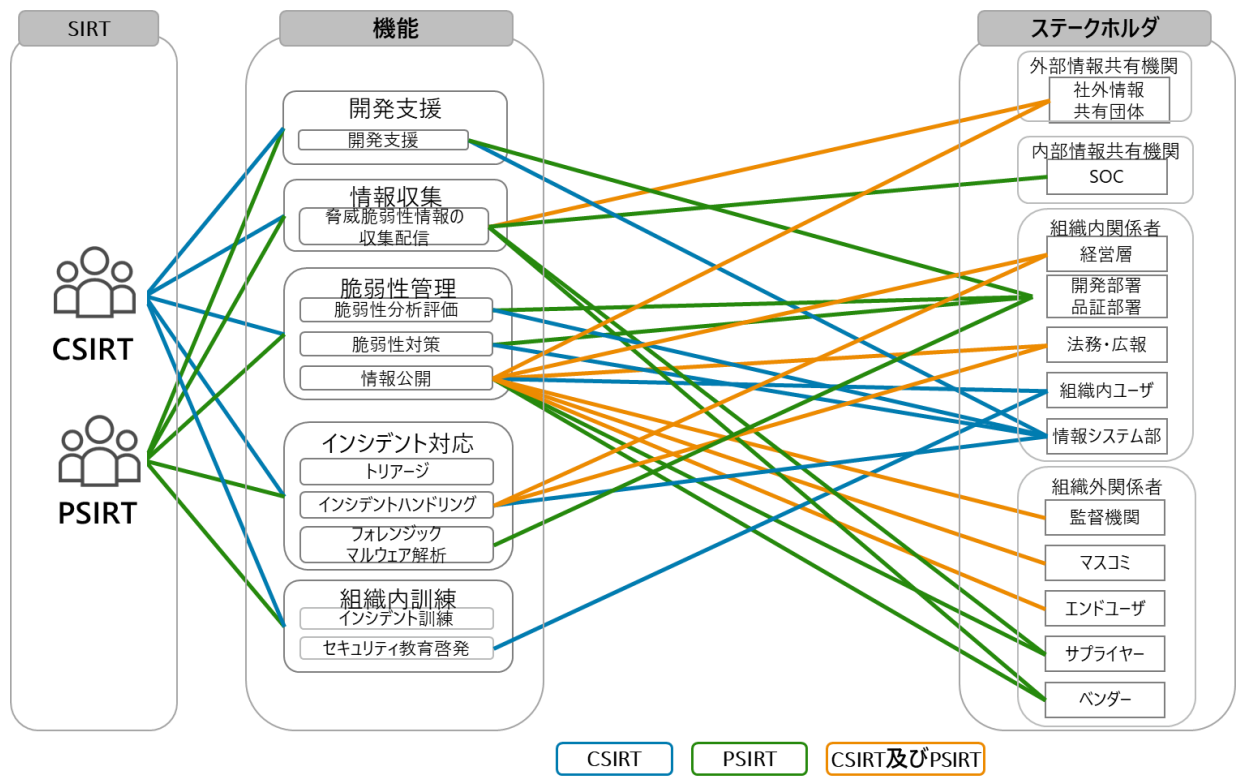 SIRT
CSIRT
PSIRT
機能
開発支援
開発支援
情報収集
脅威脆弱性情報の
収集配信
脆弱性管理
脆弱性分析評価
脆弱性対策
情報公開
インシデント対応
トリアージ
インシデントハンドリング
フォレンジック
マルウェア解析
組織内訓練
インシデント訓練
セキュリティ教育啓発
ステークホルダ
外部情報共有機関
社外情報
共有団体
内部情報共有機関
SOC
組織内関係者
経営層
開発部署
品証部署
法務・広報
組織内ユーザ
情報システム部
組織外関係者
監督機関
マスコミ
エンドユーザ
サプライヤー
ベンダー
CSIRT
PSIRT
CSIRT及びPSIRT